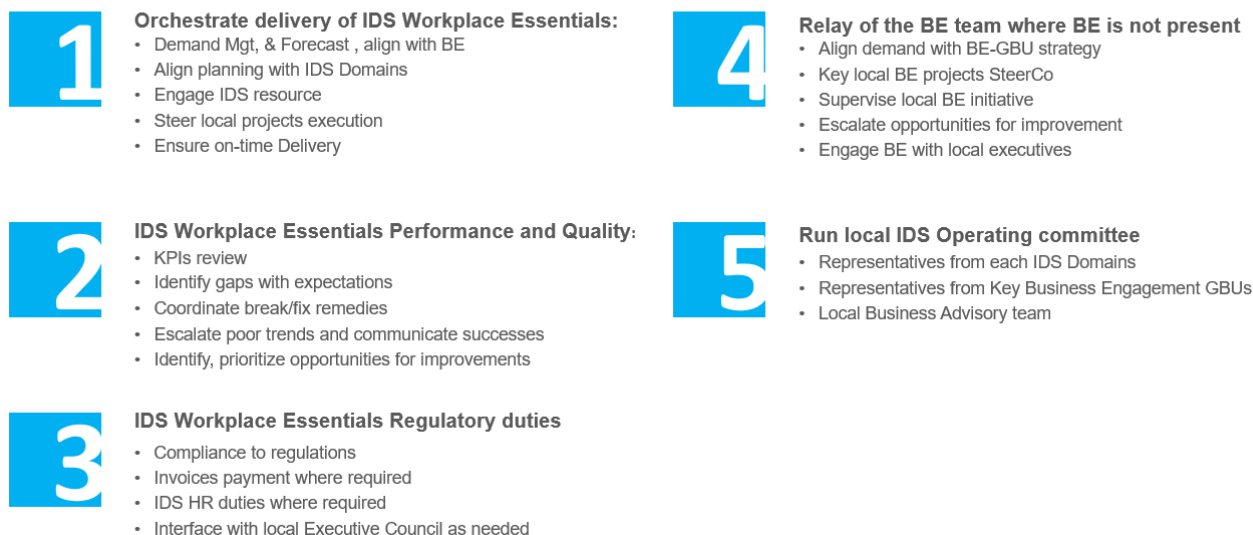 1
Orchestrate delivery of IDS Workplace Essentials:
• Demand Mgt, & Forecast , align with BE
• Align planning with IDS Domains
• Engage IDS resource
• Steer local projects execution
• Ensure on-time Delivery
2
IDS Workplace Essentials Performance and Quality:
• KPIs review
• Identify gaps with expectations
• Coordinate break/fix remedies
• Escalate poor trends and communicate successes
• Identify, prioritize opportunities for improvements
3
IDS Workplace Essentials Regulatory duties
• Compliance to regulations
• Invoices payment where required
• IDS HR duties where required
• Interface with local Executive Council as needed
4
Relay of the BE team where BE is not present
• Align demand with BE-GBU strategy
• Key local BE projects SteerCo
• Supervise local BE initiative
• Escalate opportunities for improvement
• Engage BE with local executives
5
Run local IDS Operating committee
• Representatives from each IDS Domains
• Representatives from Key Business Engagement GBUs
• Local Business Advisory team